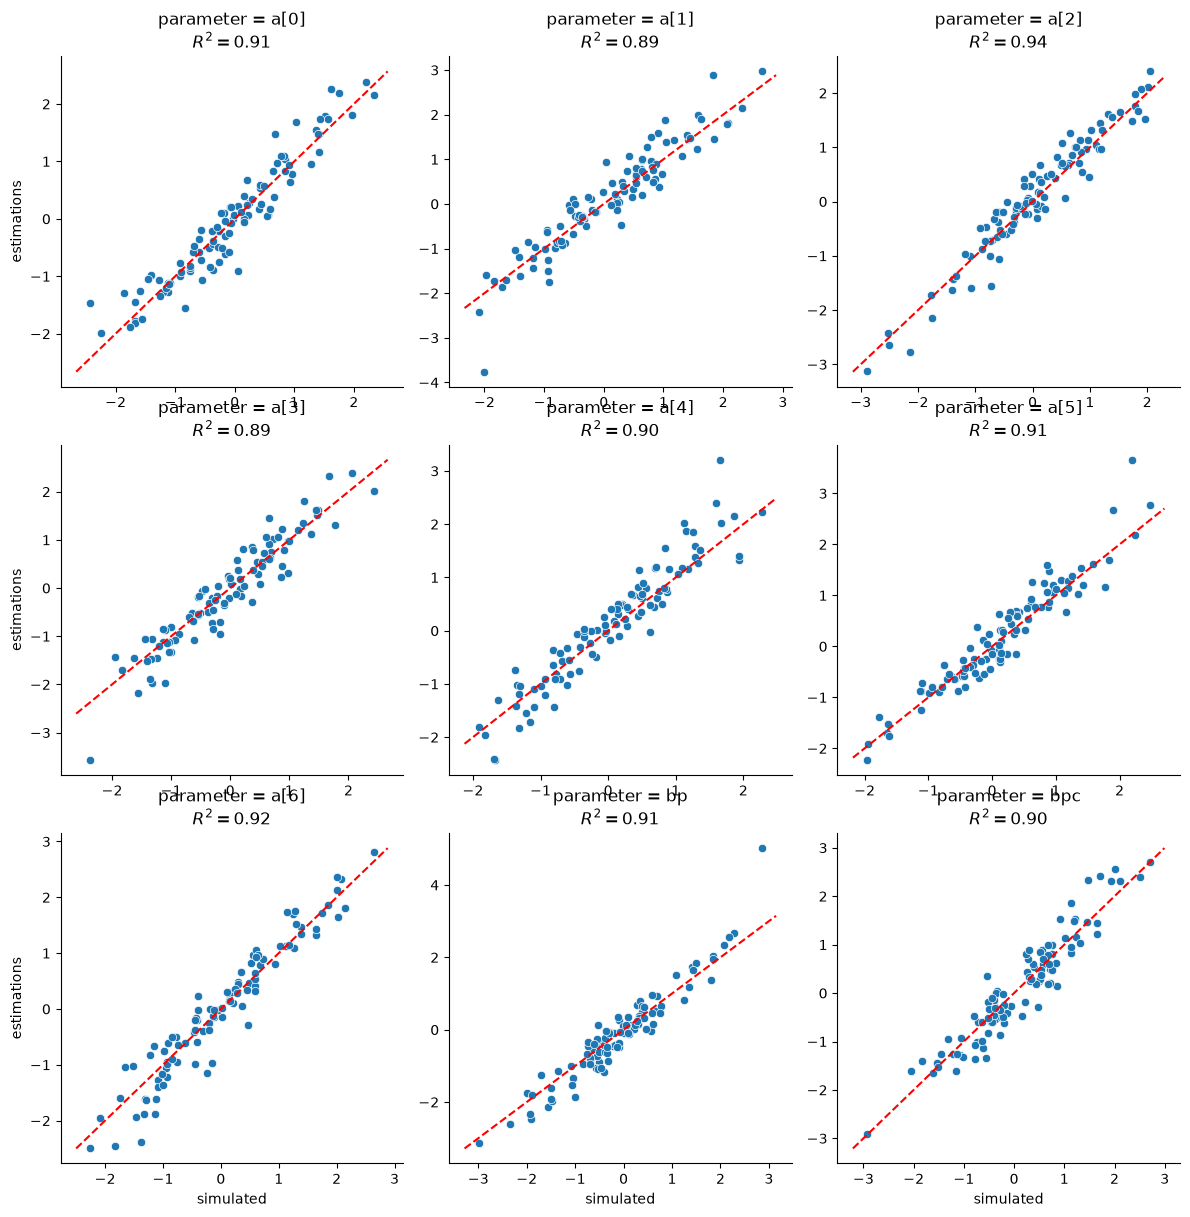 parameter = a[0]
R² = 0.91
parameter = a[1]
R² = 0.89
parameter = a[2]
R² = 0.94
estimations
2
1
0
−1
−2
3
2
1
0
−1
−2
−3
−4
2
1
0
−1
−2
−3
−2 −1 0 1 2
−2 −1 0 1 2 3
−3 −2 −1 0 1 2
parameter = a[3]
R² = 0.89
parameter = a[4]
R² = 0.90
parameter = a[5]
R² = 0.91
estimations
2
1
0
−1
−2
−3
3
2
1
0
−1
−2
3
2
1
0
−1
−2
−2 −1 0 1 2
−2 −1 0 1 2
−2 −1 0 1 2
parameter = a[6]
R² = 0.92
parameter = bp
R² = 0.91
parameter = bpc
R² = 0.90
estimations
3
2
1
0
−1
−2
4
2
0
−2
3
2
1
0
−1
−2
−3
−2 −1 0 1 2 3
−3 −2 −1 0 1 2 3
−3 −2 −1 0 1 2 3
simulated
simulated
simulated